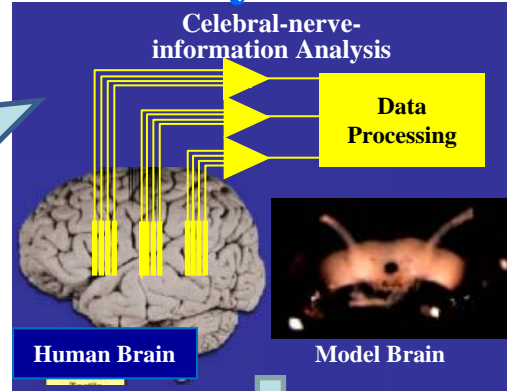 Celebral-nerve-
information Analysis
Data
Processing
Human Brain
Model Brain